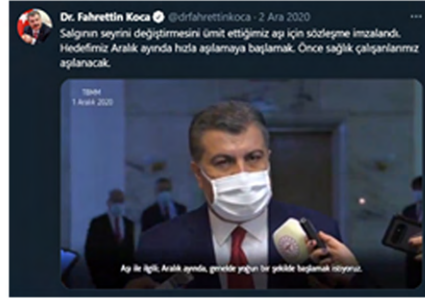 Dr. Fahrettin Koca @drfahrettinkoca · 2 Ara 2020
Salgının seyrini değiştirmesini ümit ettiğimiz aşı için sözleşme imzalandı.
Hedefimiz Aralık ayında hızla aşılamaya başlamak. Önce sağlık çalışanlarımız
aşılanacak.
TBMM
1 Aralık 2020
Aşı ile ilgili; Aralık ayında, genelde yoğun bir şekilde başlamak istiyoruz.